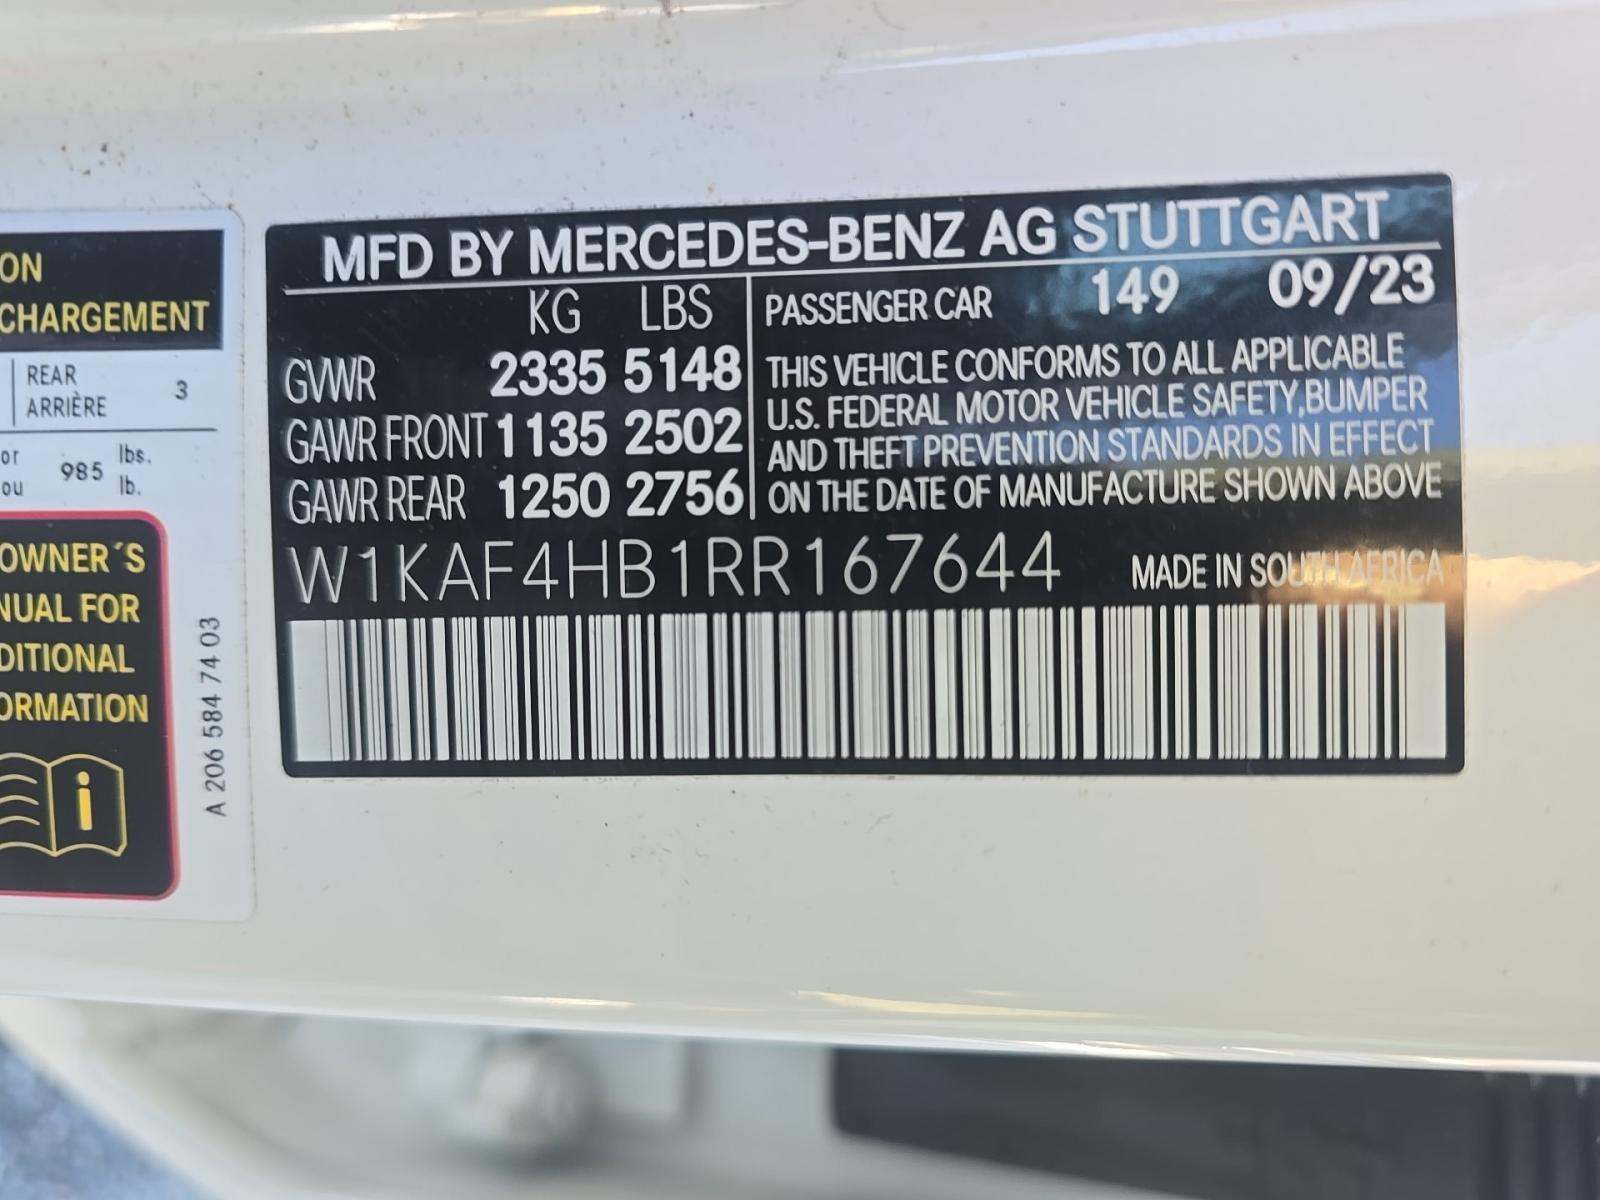 ON
CHARGEMENT
REAR
ARRIÈRE 3
or
ou 985 lbs.
lb.
OWNER´S
NUAL FOR
DITIONAL
ORMATION
i
A 206 584 74 03
MFD BY MERCEDES-BENZ AG STUTTGART
KG LBS
GVWR 2335 5148
GAWR FRONT 1135 2502
GAWR REAR 1250 2756
PASSENGER CAR 149 09/23
THIS VEHICLE CONFORMS TO ALL APPLICABLE
U.S. FEDERAL MOTOR VEHICLE SAFETY,BUMPER
AND THEFT PREVENTION STANDARDS IN EFFECT
ON THE DATE OF MANUFACTURE SHOWN ABOVE
W1KAF4HB1RR167644 MADE IN SOUTH AFRICA